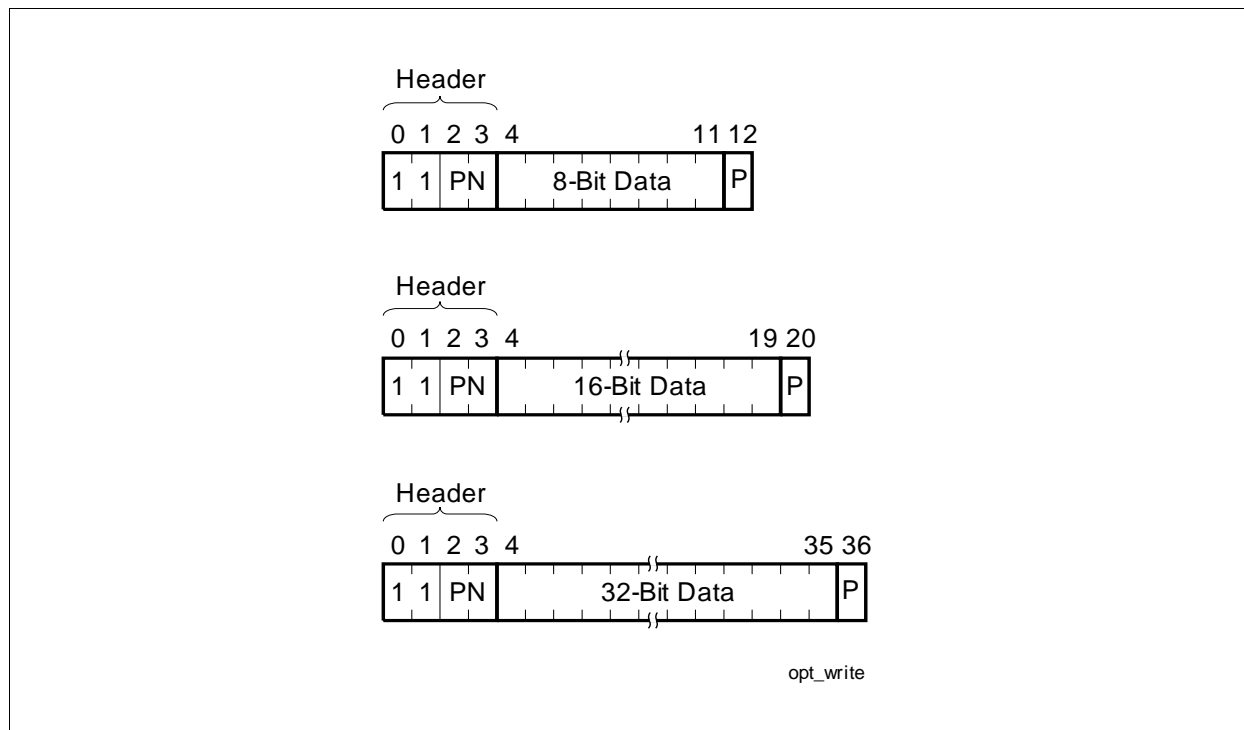 Header
0 1 2 3 4 11 12
1 1 PN 8-Bit Data P
Header
0 1 2 3 4 19 20
1 1 PN 16-Bit Data P
Header
0 1 2 3 4 35 36
1 1 PN 32-Bit Data P
opt_write